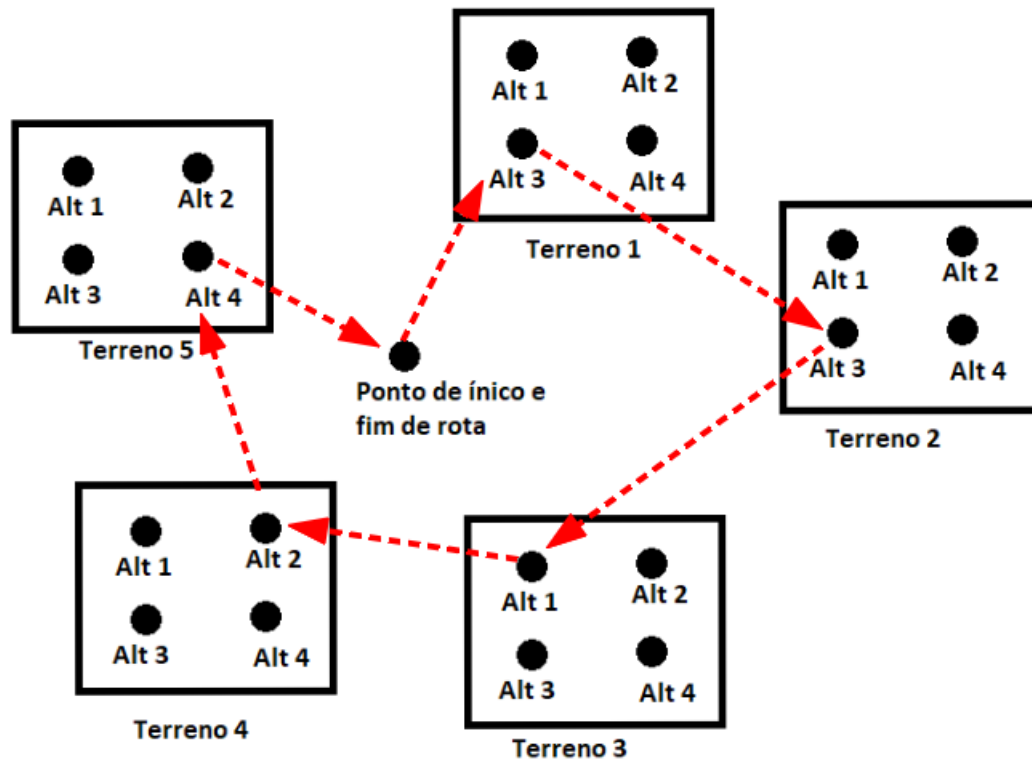 Alt 1
Alt 2
Alt 3
Alt 4
Terreno 1
Alt 1
Alt 2
Alt 3
Alt 4
Terreno 5
Alt 1
Alt 2
Alt 3
Alt 4
Terreno 2
Ponto de ínico e
fim de rota
Alt 1
Alt 2
Alt 3
Alt 4
Terreno 4
Alt 1
Alt 2
Alt 3
Alt 4
Terreno 3